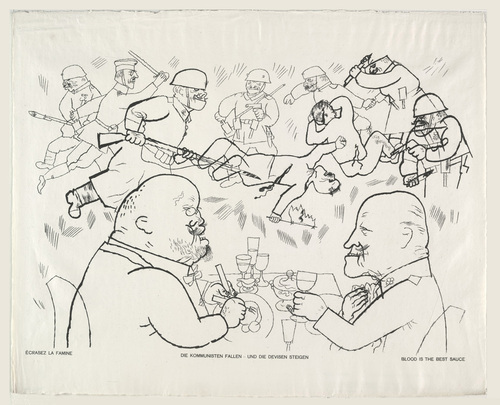 ÉCRASEZ LA FAMINE
DIE KOMMUNISTEN FALLEN - UND DIE DEVISEN STEIGEN
BLOOD IS THE BEST SAUCE